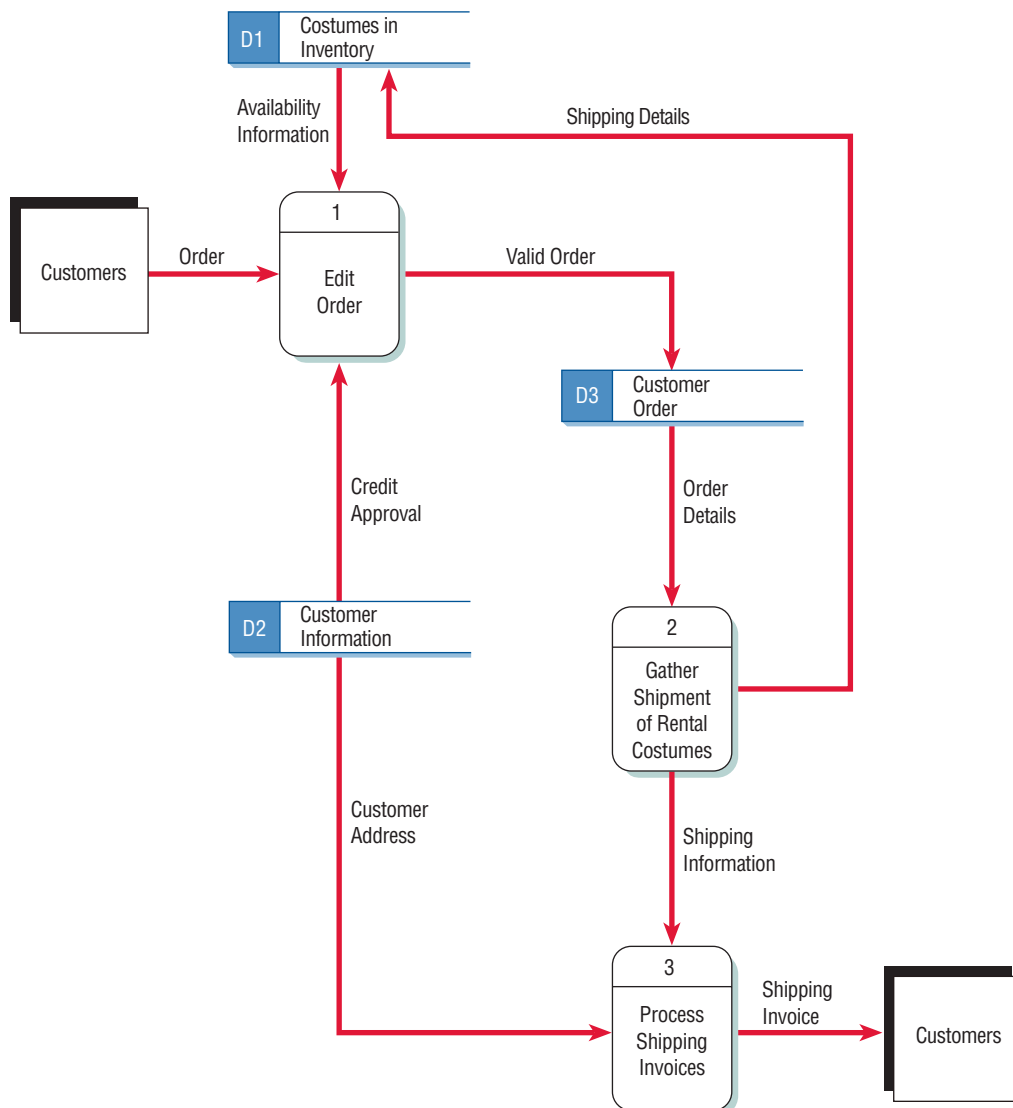 D1
Costumes in
Inventory
Availability
Information
Shipping Details
1
Edit
Order
Customers
Order
Valid Order
D3
Customer
Order
Credit
Approval
Order
Details
D2
Customer
Information
2
Gather
Shipment
of Rental
Costumes
Customer
Address
Shipping
Information
3
Process
Shipping
Invoices
Shipping
Invoice
Customers